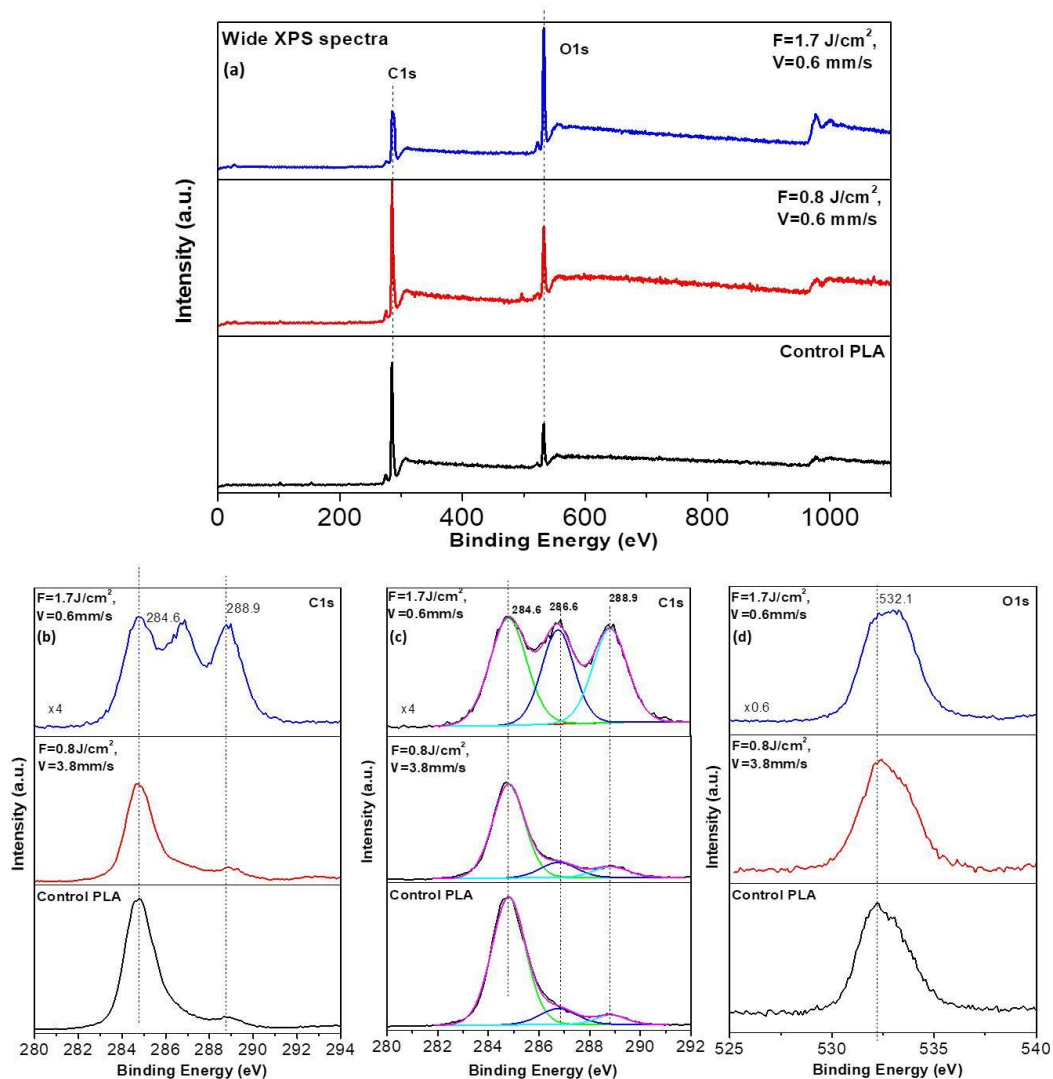 Wide XPS spectra
(a)
C1s
O1s
F=1.7 J/cm²,
V=0.6 mm/s
F=0.8 J/cm²,
V=0.6 mm/s
Control PLA
Intensity (a.u.)
0 200 400 600 800 1000
Binding Energy (eV)
F=1.7J/cm²,
V=0.6mm/s
(b)
284.6
288.9
C1s
x4
F=0.8J/cm²,
V=3.8mm/s
Control PLA
Intensity (a.u.)
280 282 284 286 288 290 292 294
Binding Energy (eV)
F=1.7J/cm²,
V=0.6mm/s
(c)
284.6
286.6
288.9
C1s
x4
F=0.8J/cm²,
V=3.8mm/s
Control PLA
Intensity (a.u.)
280 282 284 286 288 290 292
Binding Energy (eV)
F=1.7J/cm²,
V=0.6mm/s
(d)
532.1
O1s
x0.6
F=0.8J/cm²,
V=3.8mm/s
Control PLA
Intensity (a.u.)
525 530 535 540
Binding Energy (eV)